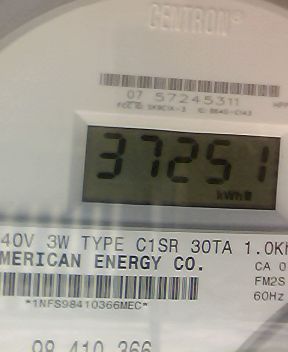 CENTRON®
07 57245311
37251
kWh
40V 3W TYPE C1SR 30TA 1.0K
MERICAN ENERGY CO.
CA 0
FM2S
60Hz
*1NFS98410366MEC*
98 410 366